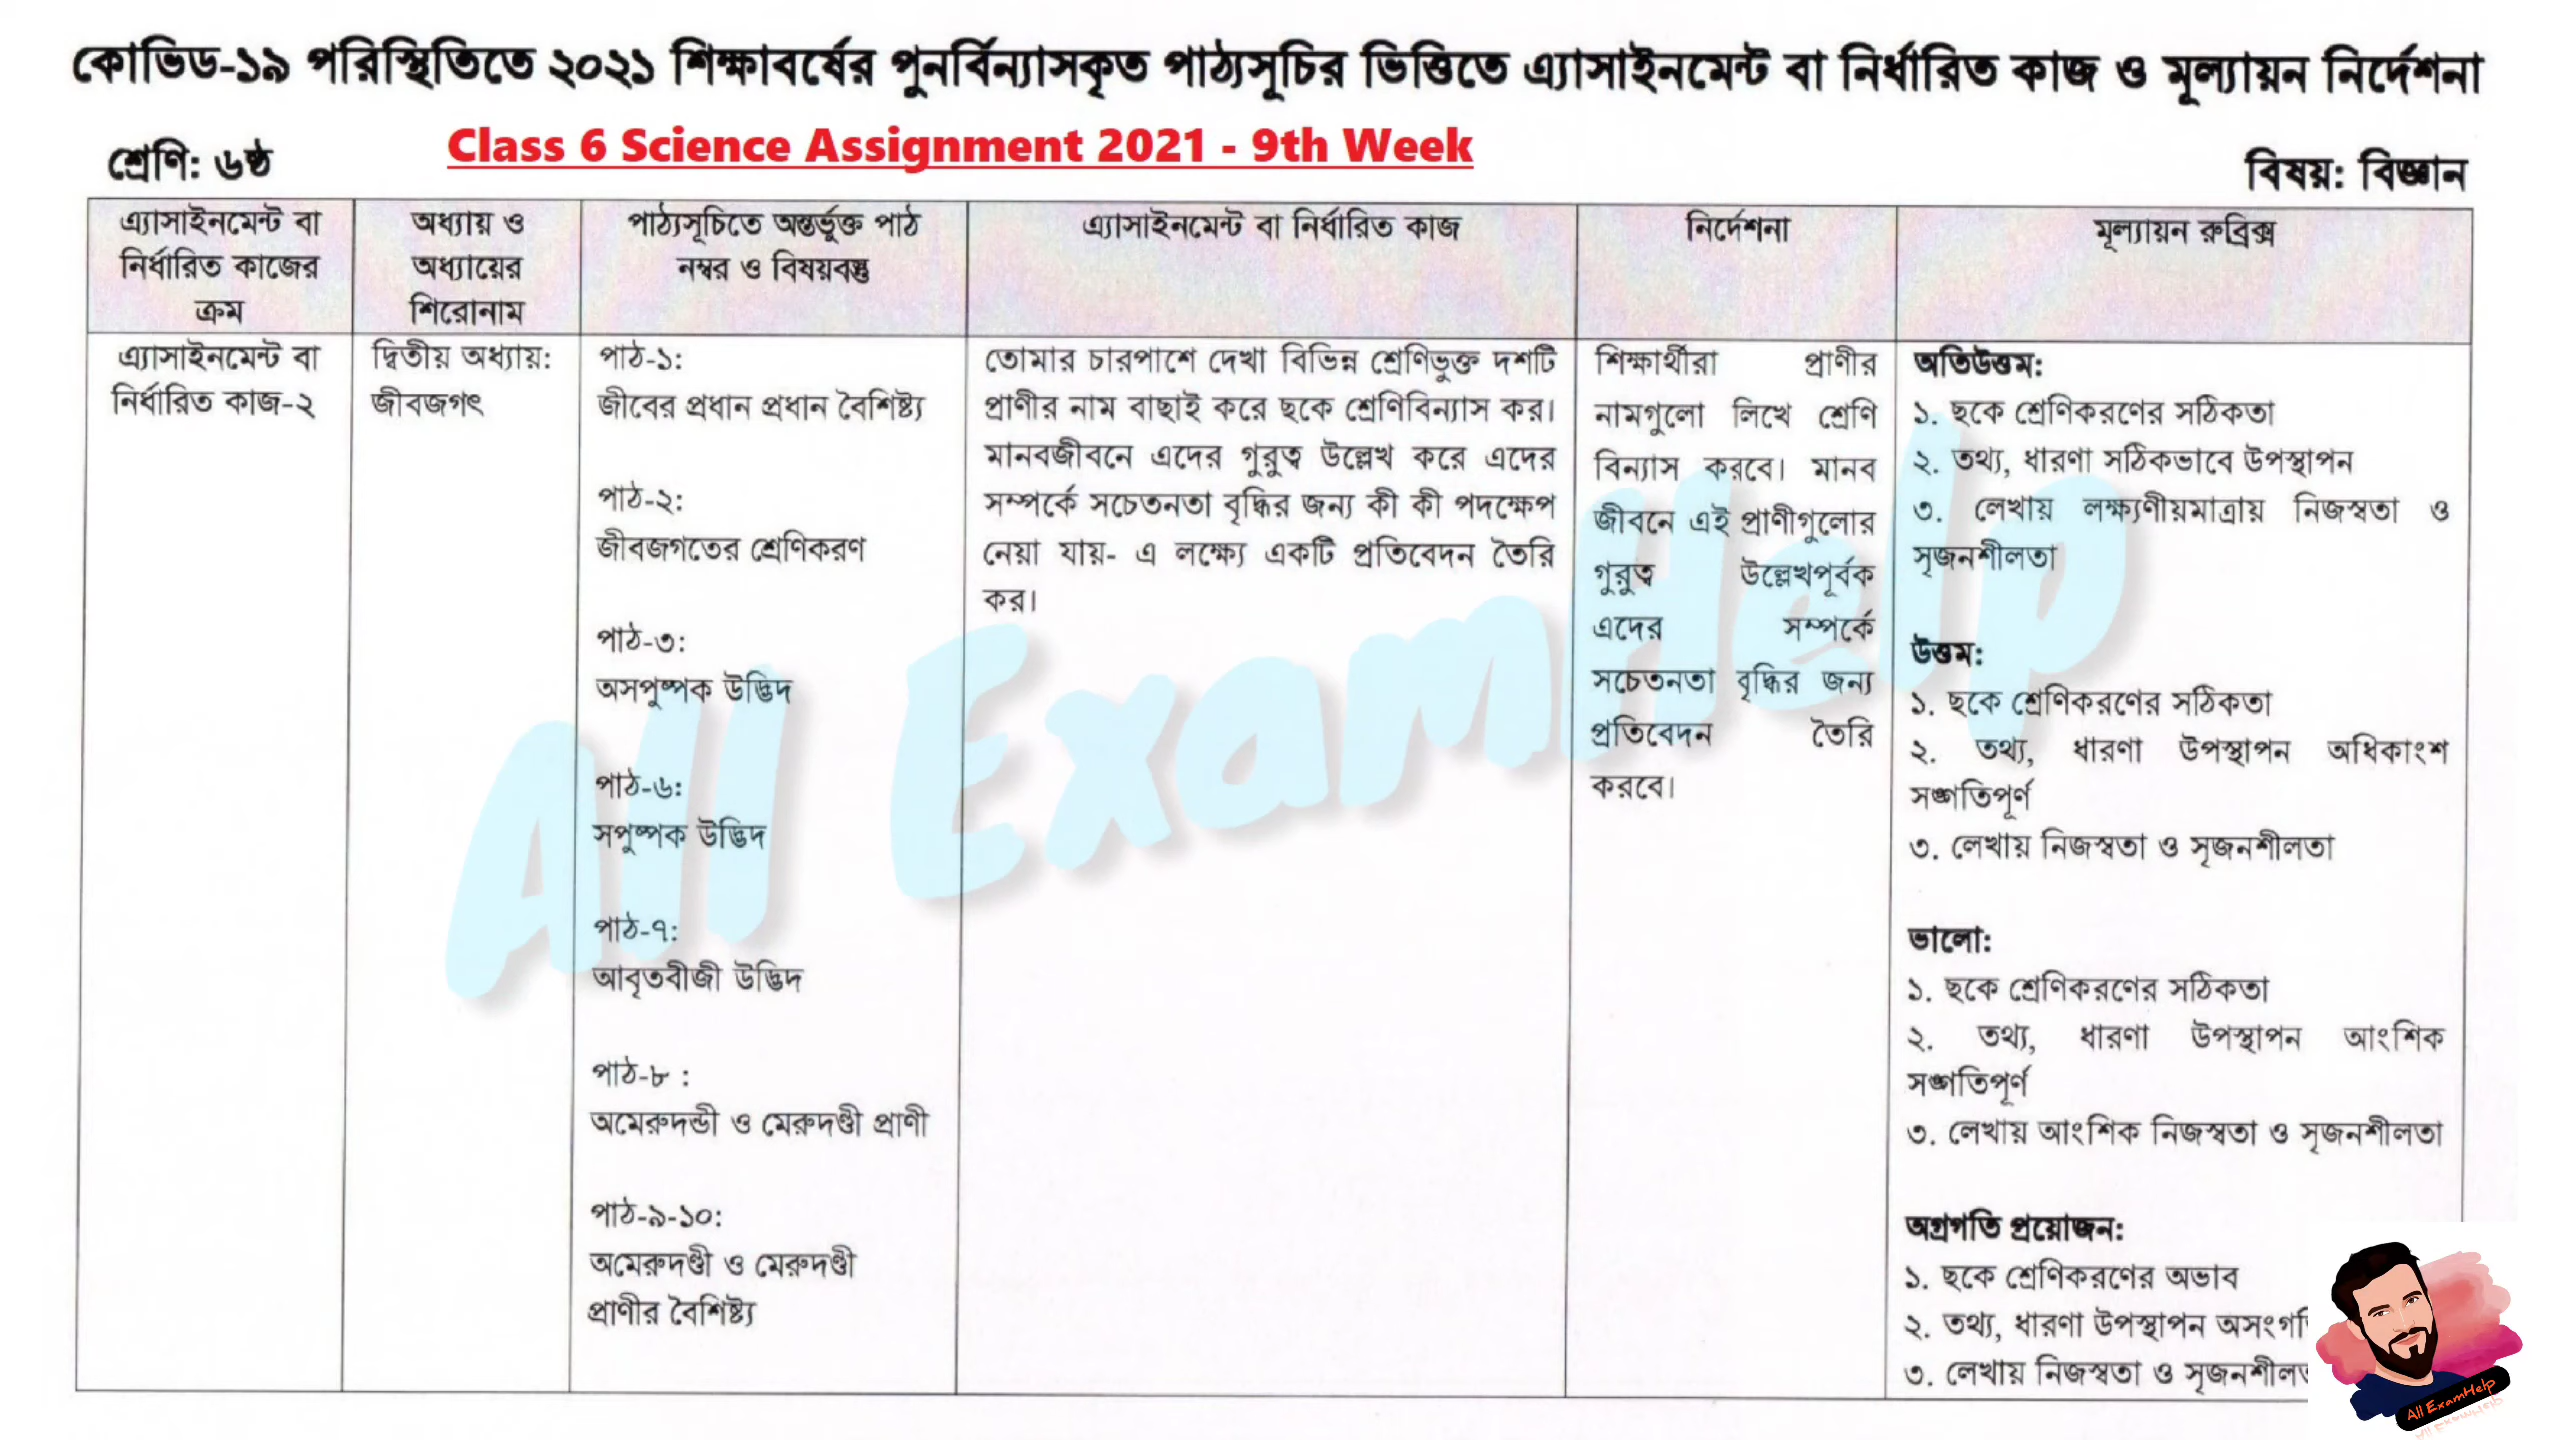 কোভিড-১৯ পরিস্থিতিতে ২০২১ শিক্ষাবর্ষের পুনর্বিন্যাসকৃত পাঠ্যসূচির ভিত্তিতে এ্যাসাইনমেন্ট বা নির্ধারিত কাজ ও মূল্যায়ন নির্দেশনা
Class 6 Science Assignment 2021 - 9th Week
শ্রেণি: ৬ষ্ঠ
বিষয়: বিজ্ঞান
এ্যাসাইনমেন্ট বা
নির্ধারিত কাজের
ক্রম
অধ্যায় ও
অধ্যায়ের
শিরোনাম
পাঠ্যসূচিতে অন্তর্ভুক্ত পাঠ
নম্বর ও বিষয়বস্তু
এ্যাসাইনমেন্ট বা নির্ধারিত কাজ
নির্দেশনা
মূল্যায়ন রুব্রিক্স
এ্যাসাইনমেন্ট বা
নির্ধারিত কাজ-২
দ্বিতীয় অধ্যায়:
জীবজগৎ
পাঠ-১:
জীবের প্রধান প্রধান বৈশিষ্ট্য
পাঠ-২:
জীবজগতের শ্রেণিকরণ
পাঠ-৩:
অসপুষ্পক উদ্ভিদ
পাঠ-৬:
সপুষ্পক উদ্ভিদ
পাঠ-৭:
আবৃতবীজী উদ্ভিদ
পাঠ-৮ :
অমেরুদন্ডী ও মেরুদণ্ডী প্রাণী
পাঠ-৯-১০:
অমেরুদণ্ডী ও মেরুদণ্ডী
প্রাণীর বৈশিষ্ট্য
তোমার চারপাশে দেখা বিভিন্ন শ্রেণিভুক্ত দশটি
প্রাণীর নাম বাছাই করে ছকে শ্রেণিবিন্যাস কর।
মানবজীবনে এদের গুরুত্ব উল্লেখ করে এদের
সম্পর্কে সচেতনতা বৃদ্ধির জন্য কী কী পদক্ষেপ
নেয়া যায়- এ লক্ষ্যে একটি প্রতিবেদন তৈরি
কর।
শিক্ষার্থীরা প্রাণীর
নামগুলো লিখে শ্রেণি
বিন্যাস করবে। মানব
জীবনে এই প্রাণীগুলোর
গুরুত্ব উল্লেখপূর্বক
এদের সম্পর্কে
সচেতনতা বৃদ্ধির জন্য
প্রতিবেদন তৈরি
করবে।
অতিউত্তম:
১. ছকে শ্রেণিকরণের সঠিকতা
২. তথ্য, ধারণা সঠিকভাবে উপস্থাপন
৩. লেখায় লক্ষ্যণীয়মাত্রায় নিজস্বতা ও
সৃজনশীলতা
উত্তম:
১. ছকে শ্রেণিকরণের সঠিকতা
২. তথ্য, ধারণা উপস্থাপন অধিকাংশ
সঙ্গতিপূর্ণ
৩. লেখায় নিজস্বতা ও সৃজনশীলতা
ভালো:
১. ছকে শ্রেণিকরণের সঠিকতা
২. তথ্য, ধারণা উপস্থাপন আংশিক
সঙ্গতিপূর্ণ
৩. লেখায় আংশিক নিজস্বতা ও সৃজনশীলতা
অগ্রগতি প্রয়োজন:
১. ছকে শ্রেণিকরণের অভাব
২. তথ্য, ধারণা উপস্থাপন
৩. লেখায় নিজস্বতা ও
All ExamHelp
All ExamHelp